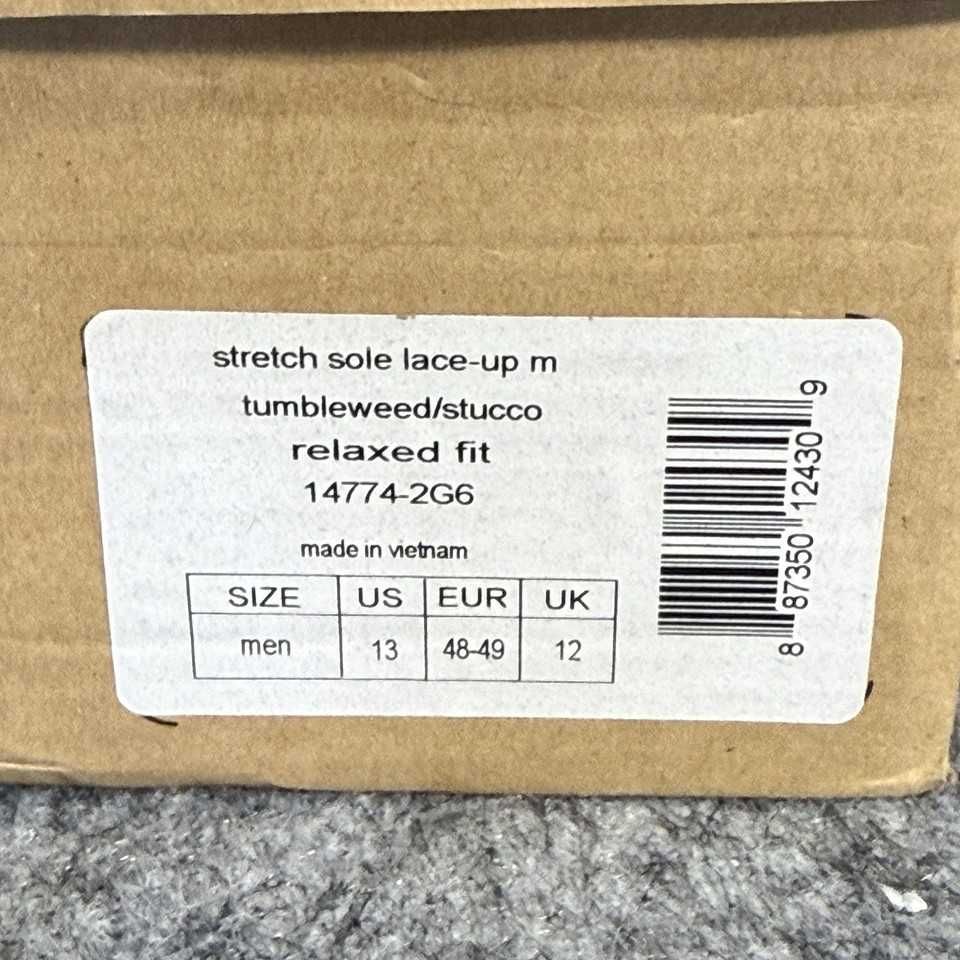 stretch sole lace-up m
tumbleweed/stucco
relaxed fit
14774-2G6
made in vietnam
SIZE US EUR UK
men 13 48-49 12
8 87350 12430 9